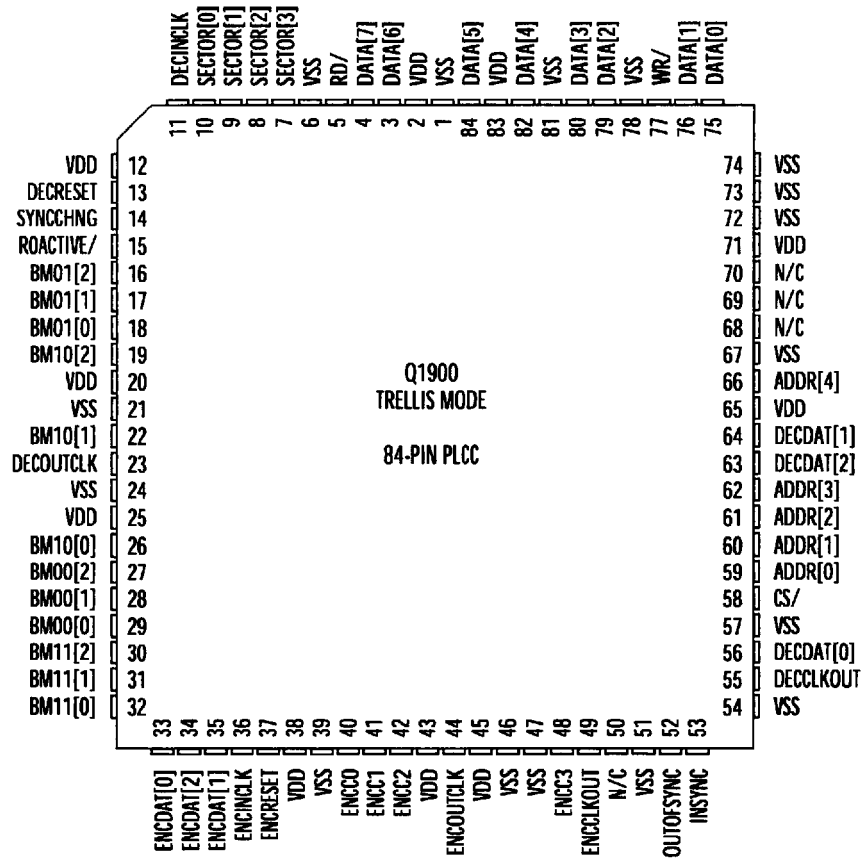 DECINCLK
SECTOR[0]
SECTOR[1]
SECTOR[2]
SECTOR[3]
VSS
RD/
DATA[7]
DATA[6]
VDD
VSS
DATA[5]
VDD
DATA[4]
VSS
DATA[3]
DATA[2]
VSS
WR/
DATA[1]
DATA[0]
11 10 9 8 7 6 5 4 3 2 1 84 83 82 81 80 79 78 77 76 75
VDD 12
DECRESET 13
SYNCCHNG 14
ROACTIVE/ 15
BM01[2] 16
BM01[1] 17
BM01[0] 18
BM10[2] 19
VDD 20
VSS 21
BM10[1] 22
DECOUTCLK 23
VSS 24
VDD 25
BM10[0] 26
BM00[2] 27
BM00[1] 28
BM00[0] 29
BM11[2] 30
BM11[1] 31
BM11[0] 32
Q1900
TRELLIS MODE
84-PIN PLCC
74 VSS
73 VSS
72 VSS
71 VDD
70 N/C
69 N/C
68 N/C
67 VSS
66 ADDR[4]
65 VDD
64 DECDAT[1]
63 DECDAT[2]
62 ADDR[3]
61 ADDR[2]
60 ADDR[1]
59 ADDR[0]
58 CS/
57 VSS
56 DECDAT[0]
55 DECCLKOUT
54 VSS
33 34 35 36 37 38 39 40 41 42 43 44 45 46 47 48 49 50 51 52 53
ENCDAT[0]
ENCDAT[2]
ENCDAT[1]
ENCINCLK
ENCRESET
VDD
VSS
ENCC0
ENCC1
ENCC2
VDD
ENCOUTCLK
VDD
VSS
VSS
ENCC3
ENCCLKOUT
N/C
VSS
OUTOFSYNC
INSYNC